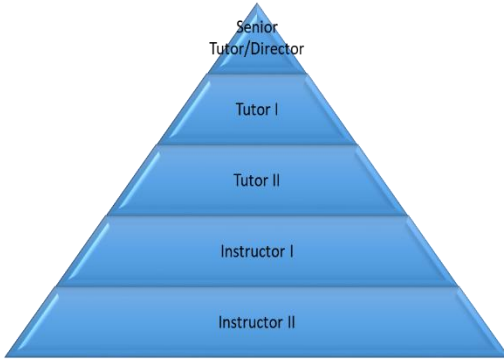 Senior
Tutor/Director
Tutor I
Tutor II
Instructor I
Instructor II